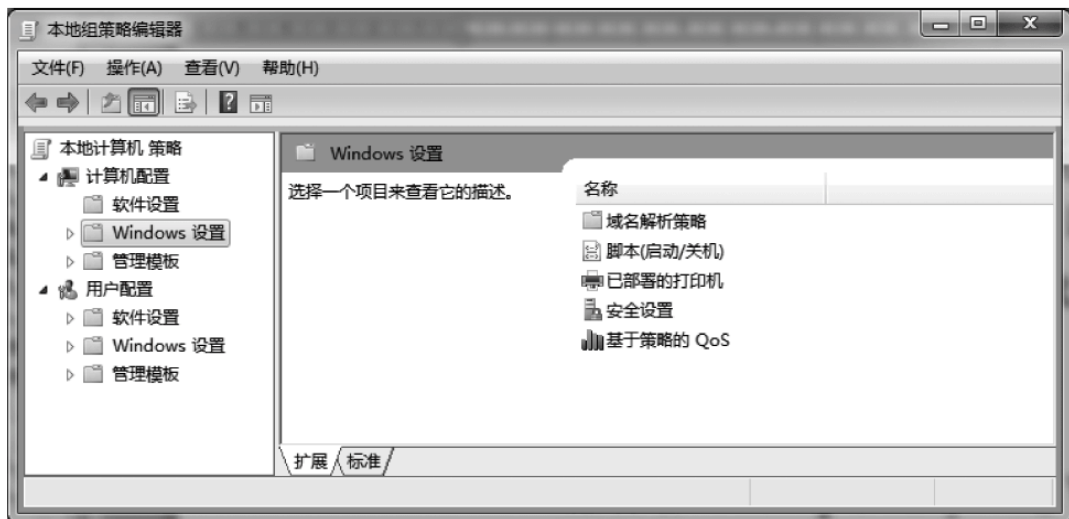 本地组策略编辑器
文件(F) 操作(A) 查看(V) 帮助(H)
本地计算机 策略
计算机配置
软件设置
Windows 设置
管理模板
用户配置
软件设置
Windows 设置
管理模板
Windows 设置
选择一个项目来查看它的描述。
名称
域名解析策略
脚本(启动/关机)
已部署的打印机
安全设置
基于策略的 QoS
扩展 标准